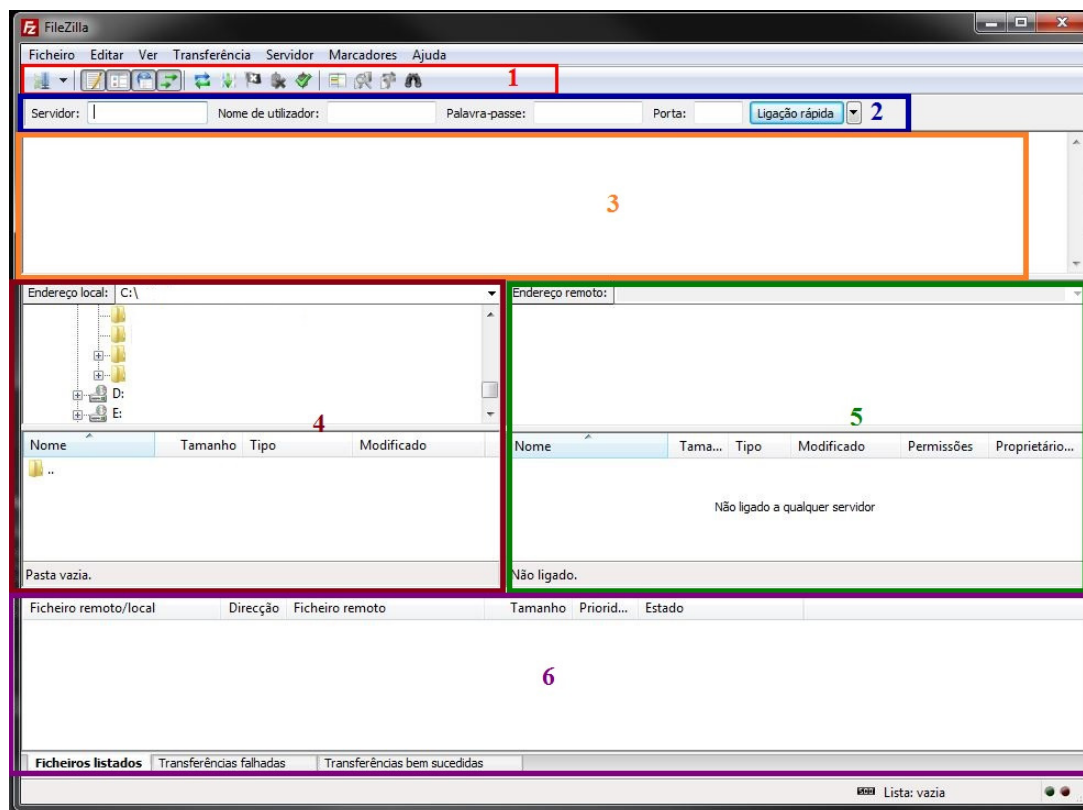 FileZilla
Ficheiro Editar Ver Transferência Servidor Marcadores Ajuda
1
Servidor: Nome de utilizador: Palavra-passe: Porta: Ligação rápida 2
3
Endereço local: C:\ Endereço remoto:
D:
E:
4 5
Nome Tamanho Tipo Modificado Nome Tama... Tipo Modificado Permissões Proprietário...
..
Não ligado a qualquer servidor
Pasta vazia. Não ligado.
Ficheiro remoto/local Direcção Ficheiro remoto Tamanho Priorid... Estado
6
Ficheiros listados Transferências falhadas Transferências bem sucedidas
Lista: vazia